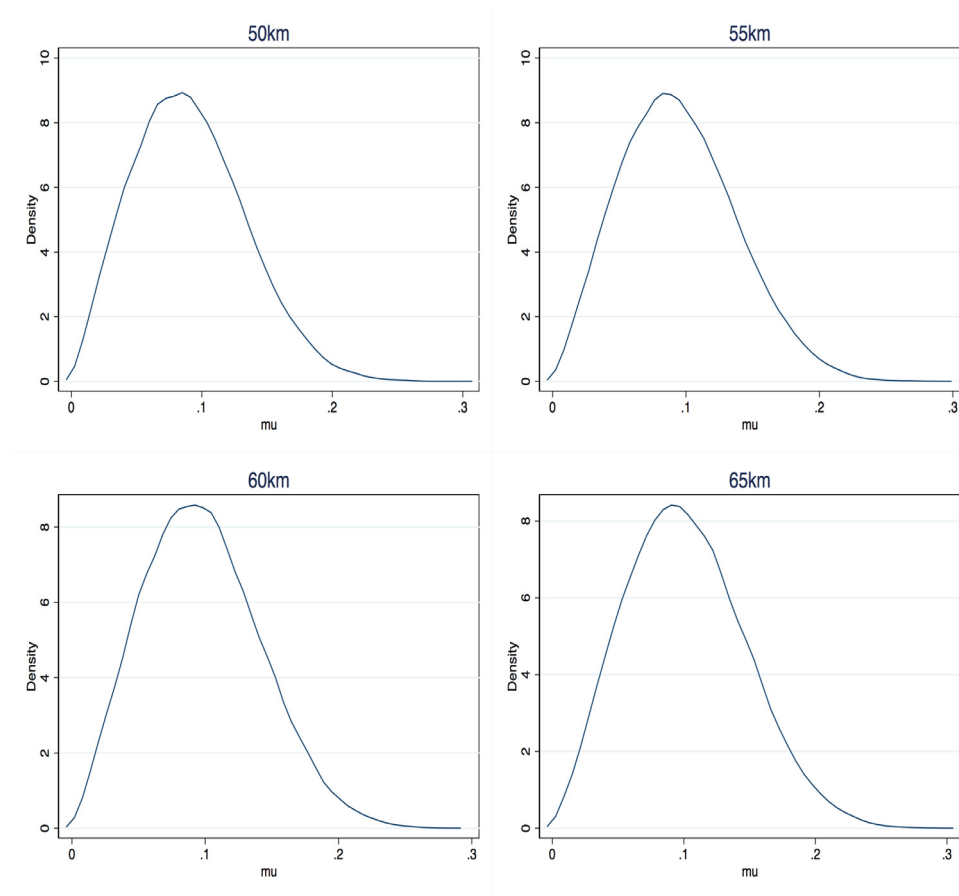 50km
Density
0 2 4 6 8 10
0 .1 .2 .3
mu
55km
Density
0 2 4 6 8 10
0 .1 .2 .3
mu
60km
Density
0 2 4 6 8
0 .1 .2 .3
mu
65km
Density
0 2 4 6 8
0 .1 .2 .3
mu